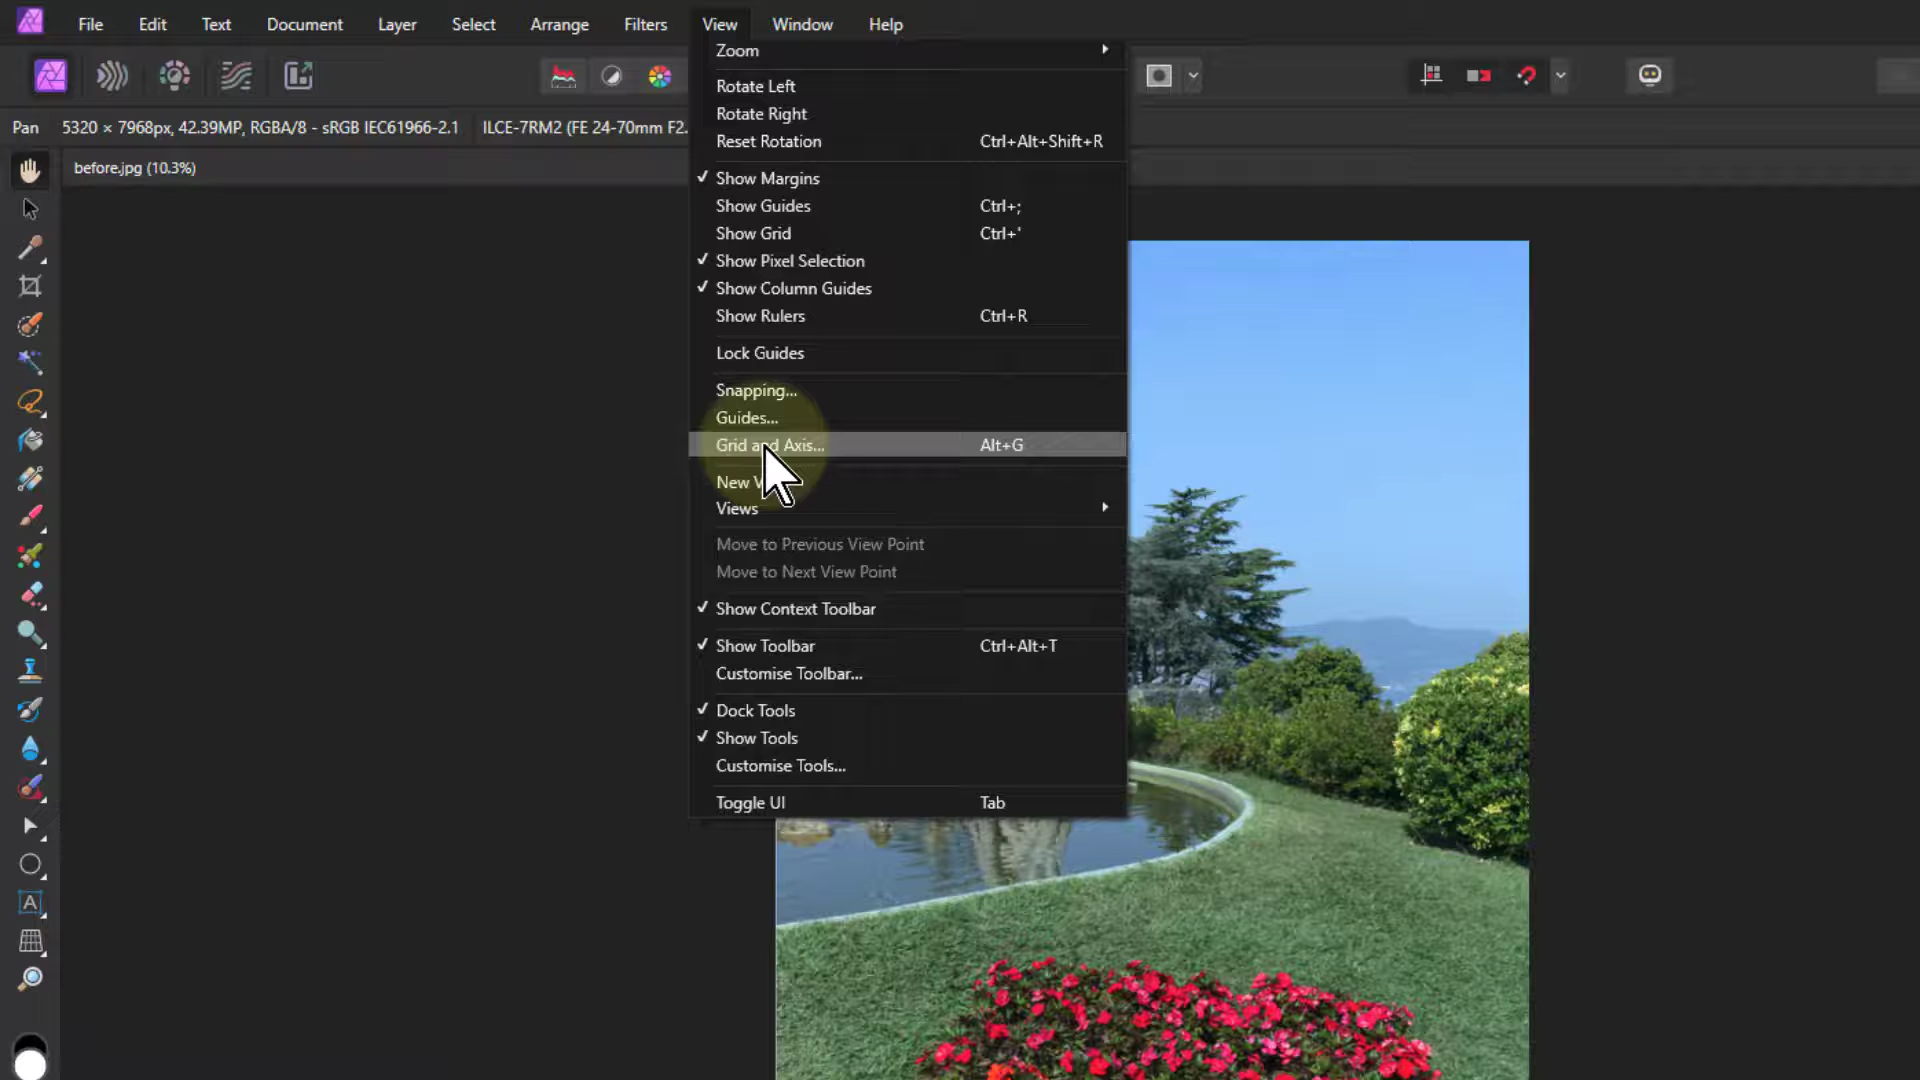 File Edit Text Document Layer Select Arrange Filters View Window Help
Pan 5320 × 7968px, 42.39MP, RGBA/8 - sRGB IEC61966-2.1 ILCE-7RM2 (FE 24-70mm F2.
before.jpg (10.3%)
Zoom
Rotate Left
Rotate Right
Reset Rotation Ctrl+Alt+Shift+R
Show Margins
Show Guides Ctrl+;
Show Grid Ctrl+'
Show Pixel Selection
Show Column Guides
Show Rulers Ctrl+R
Lock Guides
Snapping...
Guides...
Grid and Axis... Alt+G
New
Views
Move to Previous View Point
Move to Next View Point
Show Context Toolbar
Show Toolbar Ctrl+Alt+T
Customise Toolbar...
Dock Tools
Show Tools
Customise Tools...
Toggle UI Tab
A